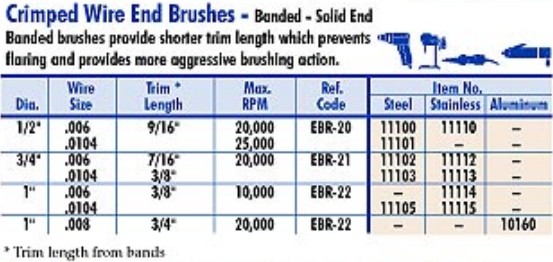 Crimped Wire End Brushes - Banded - Solid End
Banded brushes provide shorter trim length which prevents
flaring and provides more aggressive brushing action.
Wire Trim * Max. Ref. Item No.
Dia. Size Length RPM Code Steel Stainless Aluminum
1/2" .006 9/16" 20,000 EBR-20 11100 11110 –
.0104 25,000 11101 – –
3/4" .006 7/16" 20,000 EBR-21 11102 11112 –
.0104 3/8" 11103 11113 –
1" .006 3/8" 10,000 EBR-22 – 11114 –
.0104 11105 11115 –
1" .008 3/4" 20,000 EBR-22 – – 10160
* Trim length from bands